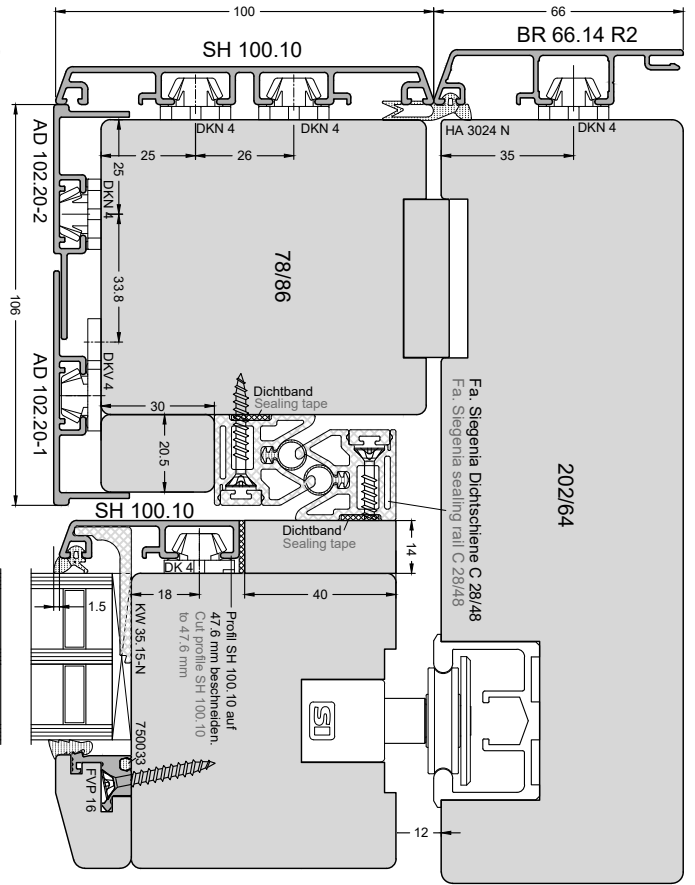 100
66
SH 100.10
BR 66.14 R2
DKN 4
DKN 4
HA 3024 N
DKN 4
25
26
35
AD 102.20-2
25
DKN 4
33.8
78/86
106
AD 102.20-1
DKV 4
30
20.5
Dichtband
Sealing tape
Fa. Siegenia Dichtschiene C 28/48
Fa. Siegenia sealing rail C 28/48
202/64
SH 100.10
Dichtband
Sealing tape
14
DK 4
18
40
1.5
KW 35.15-N
Profil SH 100.10 auf
47.6 mm beschneiden.
Cut profile SH 100.10
to 47.6 mm
SI
750033
FVP 16
12